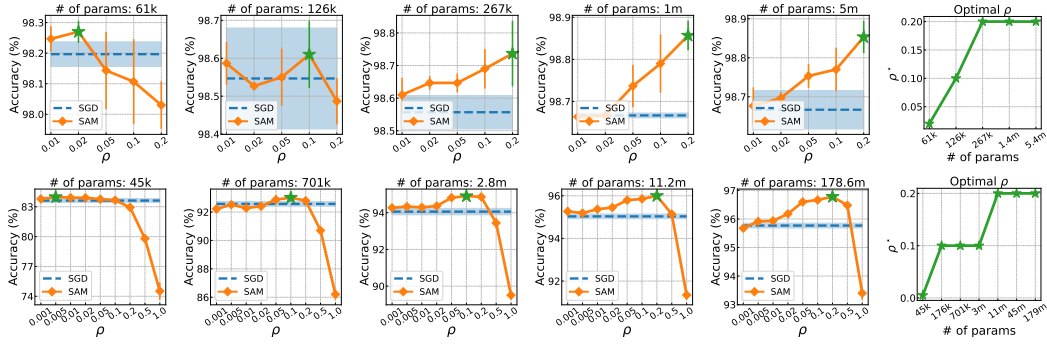 # of params: 61k
# of params: 126k
# of params: 267k
# of params: 1m
# of params: 5m
Optimal ρ
Accuracy (%)
98.3
98.2
98.1
98.0
SGD
SAM
0.01
0.02
0.05
0.1
0.2
ρ
Accuracy (%)
98.7
98.6
98.5
98.4
SGD
SAM
0.01
0.02
0.05
0.1
0.2
ρ
Accuracy (%)
98.8
98.7
98.6
98.5
SGD
SAM
0.01
0.02
0.05
0.1
0.2
ρ
Accuracy (%)
98.9
98.8
98.7
SGD
SAM
0.01
0.02
0.05
0.1
0.2
ρ
Accuracy (%)
98.9
98.8
98.7
SGD
SAM
0.01
0.02
0.05
0.1
0.2
ρ
ρ*
0.20
0.15
0.10
0.05
61k
126k
267k
1.4m
5.4m
# of params
# of params: 45k
# of params: 701k
# of params: 2.8m
# of params: 11.2m
# of params: 178.6m
Optimal ρ
Accuracy (%)
83
80
77
74
SGD
SAM
0.001
0.005
0.01
0.05
0.1
0.2
0.5
1.0
ρ
Accuracy (%)
92
90
88
86
SGD
SAM
0.001
0.005
0.01
0.05
0.1
0.2
0.5
1.0
ρ
Accuracy (%)
94
92
90
SGD
SAM
0.001
0.005
0.01
0.05
0.1
0.2
0.5
1.0
ρ
Accuracy (%)
96
95
94
92
91
SGD
SAM
0.001
0.005
0.01
0.05
0.1
0.2
0.5
1.0
ρ
Accuracy (%)
97
96
95
94
93
SGD
SAM
0.001
0.005
0.01
0.05
0.1
0.2
0.5
1.0
ρ
ρ*
0.2
0.1
0.0
45k
176k
701k
3m
11m
45m
179m
# of params